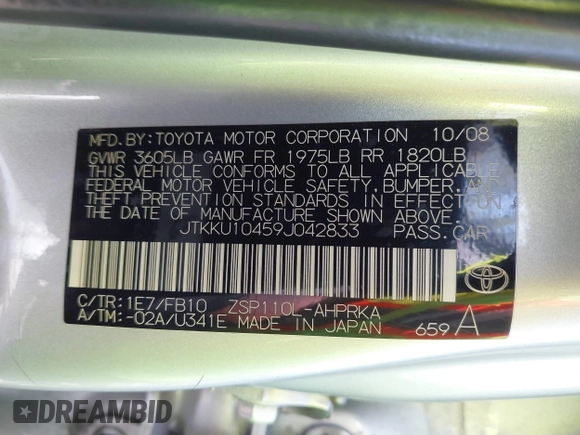 MFD.BY:TOYOTA MOTOR CORPORATION 10/08
GVWR 3605LB GAWR FR 1975LB RR 1820LB
THIS VEHICLE CONFORMS TO ALL APPLICABLE
FEDERAL MOTOR VEHICLE SAFETY, BUMPER, AND
THEFT PREVENTION STANDARDS IN EFFECT ON
THE DATE OF MANUFACTURE SHOWN ABOVE.
JTKKU10459J042833 PASS.CAR
C/TR:1E7/FB10 ZSP110L-AHPRKA
A/TM:-02A/U341E MADE IN JAPAN 659 A
DREAMBID